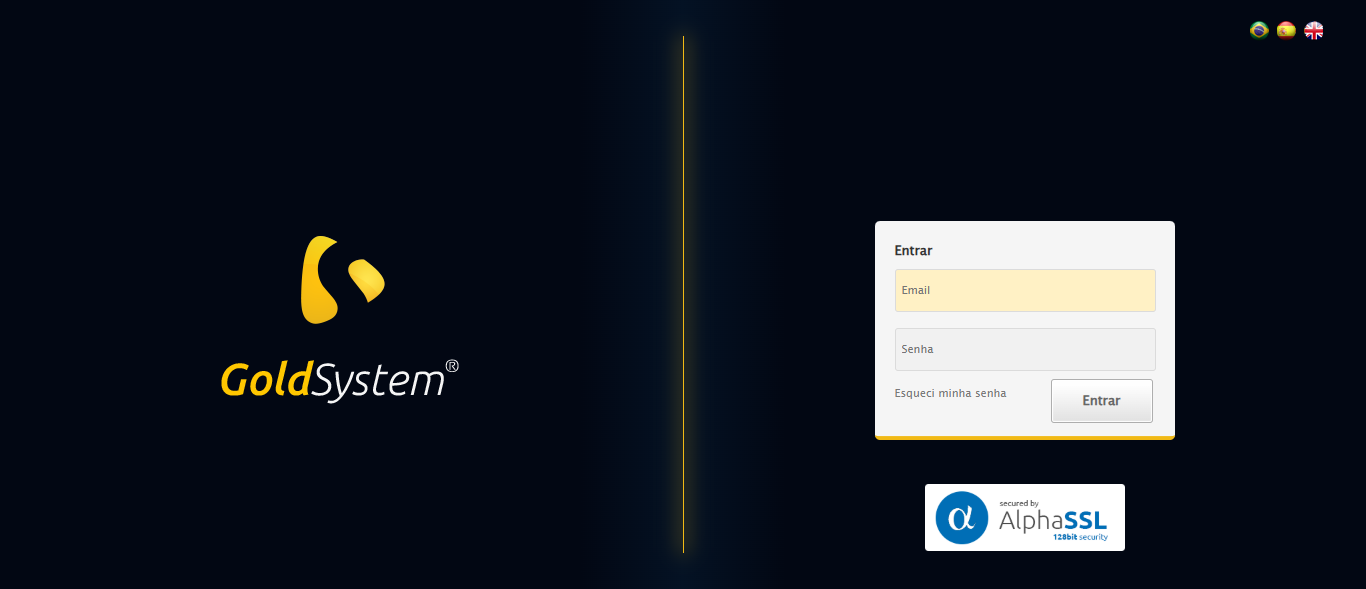 GoldSystem®
Entrar
Email
Senha
Esqueci minha senha
Entrar
α
secured by
AlphaSSL
128bit security